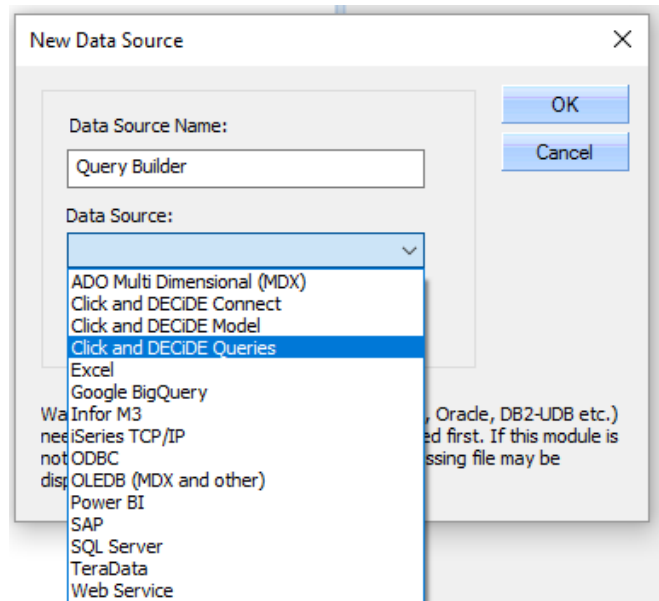 New Data Source
OK
Data Source Name:
Cancel
Query Builder
Data Source:
ADO Multi Dimensional (MDX)
Click and DECiDE Connect
Click and DECiDE Model
Click and DECiDE Queries
Excel
Google BigQuery
Wa Infor M3 , Oracle, DB2-UDB etc.)
nee iSeries TCP/IP ed first. If this module is
not ODBC ssing file may be
disp OLEDB (MDX and other)
Power BI
SAP
SQL Server
TeraData
Web Service